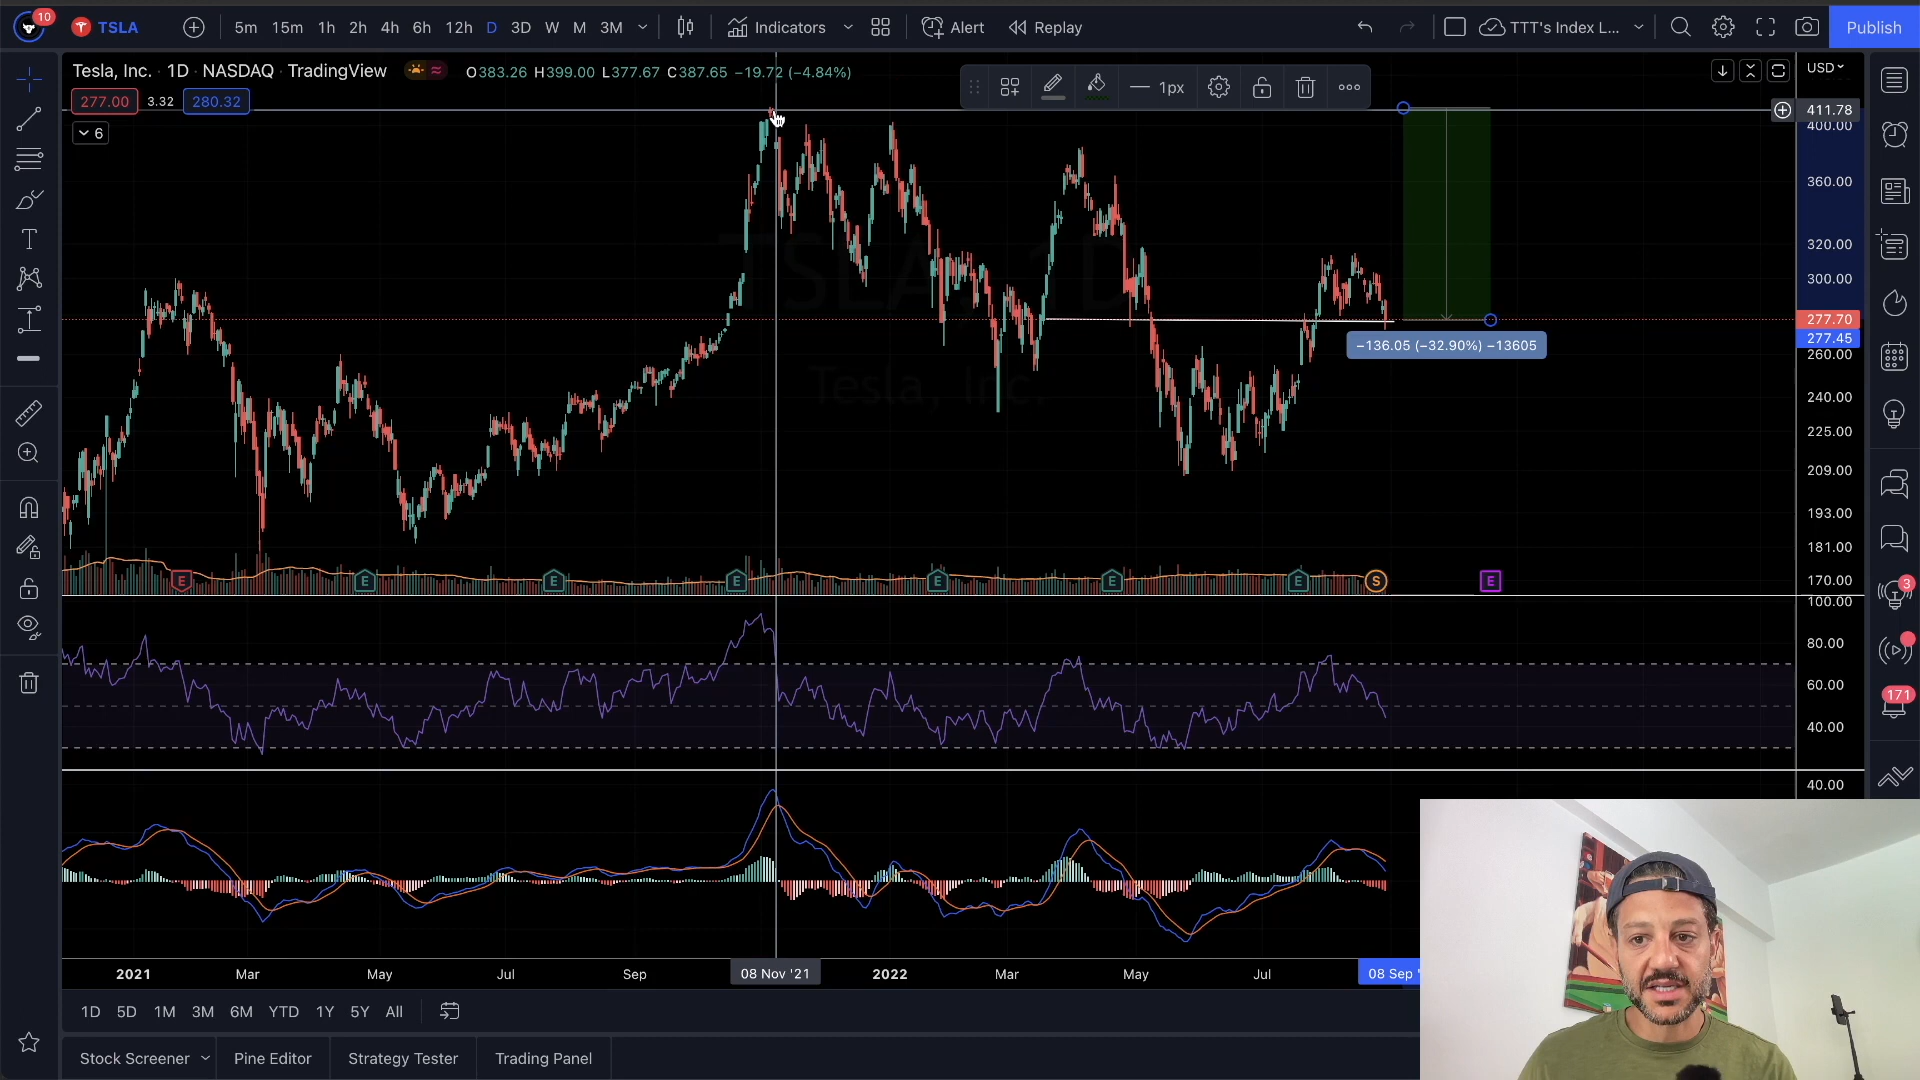 10
TSLA
5m 15m 1h 2h 4h 6h 12h D 3D W M 3M
Indicators
Alert
Replay
TTT's Index L...
Publish
Tesla, Inc. · 1D · NASDAQ · TradingView
O383.26 H399.00 L377.67 C387.65 −19.72 (−4.84%)
1px
USD
277.00 3.32 280.32
6
411.78
400.00
360.00
320.00
300.00
277.70
277.45
260.00
240.00
225.00
209.00
193.00
181.00
170.00
TSLA, 1D
Tesla, Inc
−136.05 (−32.90%) −13605
E E E E E E E S E
100.00
80.00
60.00
40.00
40.00
2021 Mar May Jul Sep 08 Nov '21 2022 Mar May Jul 08 Sep '
1D 5D 1M 3M 6M YTD 1Y 5Y All
Stock Screener Pine Editor Strategy Tester Trading Panel
3
171